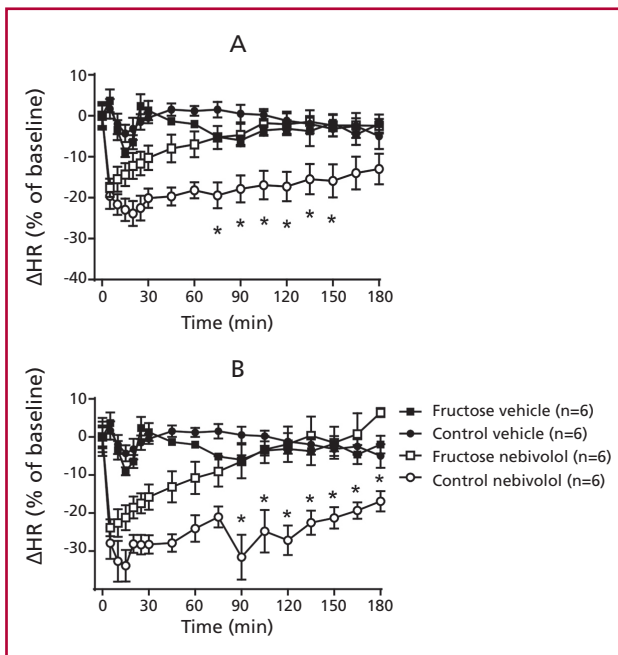 A
10
0
-10
-20
-30
-40
ΔHR (% of baseline)
* * * * * *
0 30 60 90 120 150 180
Time (min)
B
10
0
-10
-20
-30
ΔHR (% of baseline)
* * * * * * *
0 30 60 90 120 150 180
Time (min)
Fructose vehicle (n=6)
Control vehicle (n=6)
Fructose nebivolol (n=6)
Control nebivolol (n=6)